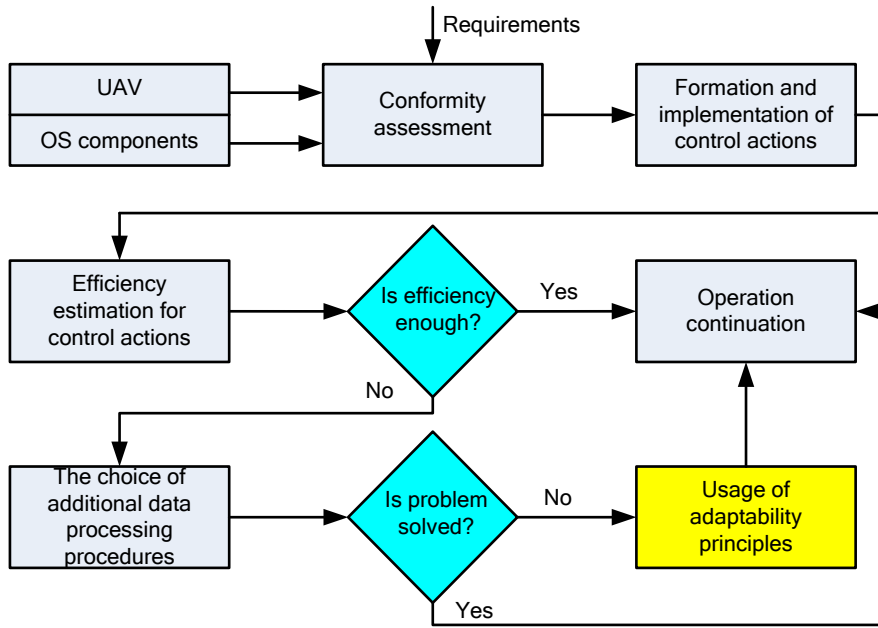 Requirements
UAV
OS components
Conformity
assessment
Formation and
implementation of
control actions
Efficiency
estimation for
control actions
Is efficiency
enough?
Yes
Operation
continuation
No
The choice of
additional data
processing
procedures
Is problem
solved?
No
Usage of
adaptability
principles
Yes